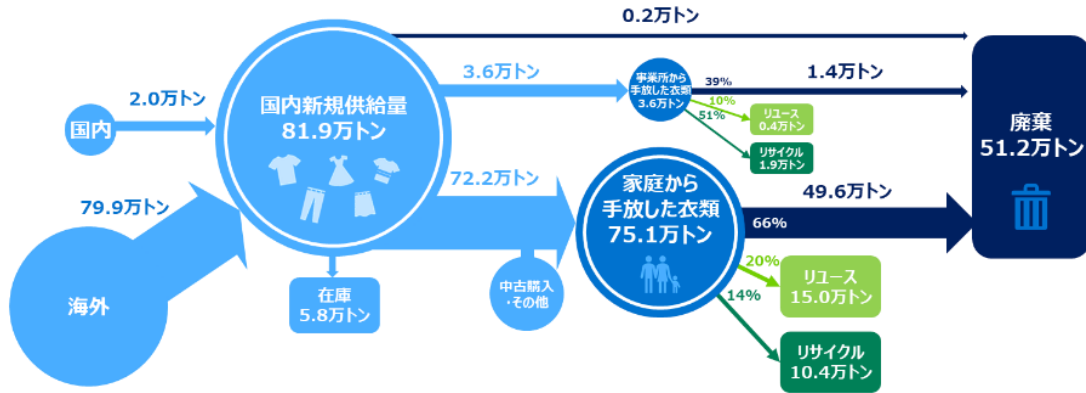 0.2万トン
国内
2.0万トン
海外
79.9万トン
国内新規供給量
81.9万トン
在庫
5.8万トン
3.6万トン
72.2万トン
中古購入
・その他
事業所から
手放した衣類
3.6万トン
39%
1.4万トン
10%
リユース
0.4万トン
51%
リサイクル
1.9万トン
家庭から
手放した衣類
75.1万トン
49.6万トン
66%
20%
リユース
15.0万トン
14%
リサイクル
10.4万トン
廃棄
51.2万トン